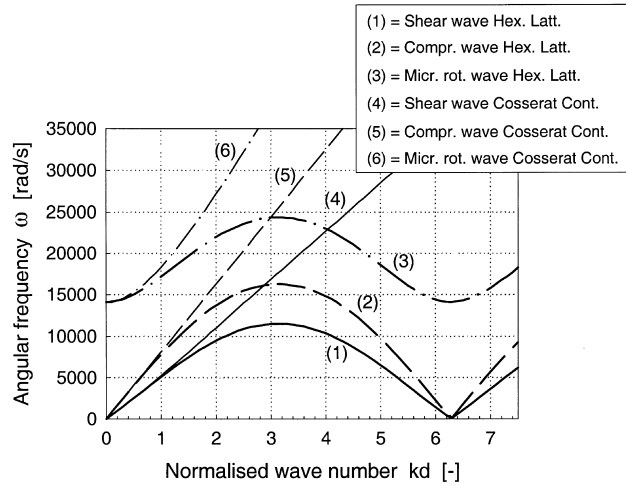 (1) = Shear wave Hex. Latt.
(2) = Compr. wave Hex. Latt.
(3) = Micr. rot. wave Hex. Latt.
(4) = Shear wave Cosserat Cont.
(5) = Compr. wave Cosserat Cont.
(6) = Micr. rot. wave Cosserat Cont.
35000
30000
25000
20000
15000
10000
5000
0
Angular frequency ω [rad/s]
(6)
(5)
(4)
(3)
(2)
(1)
0 1 2 3 4 5 6 7
Normalised wave number kd [-]